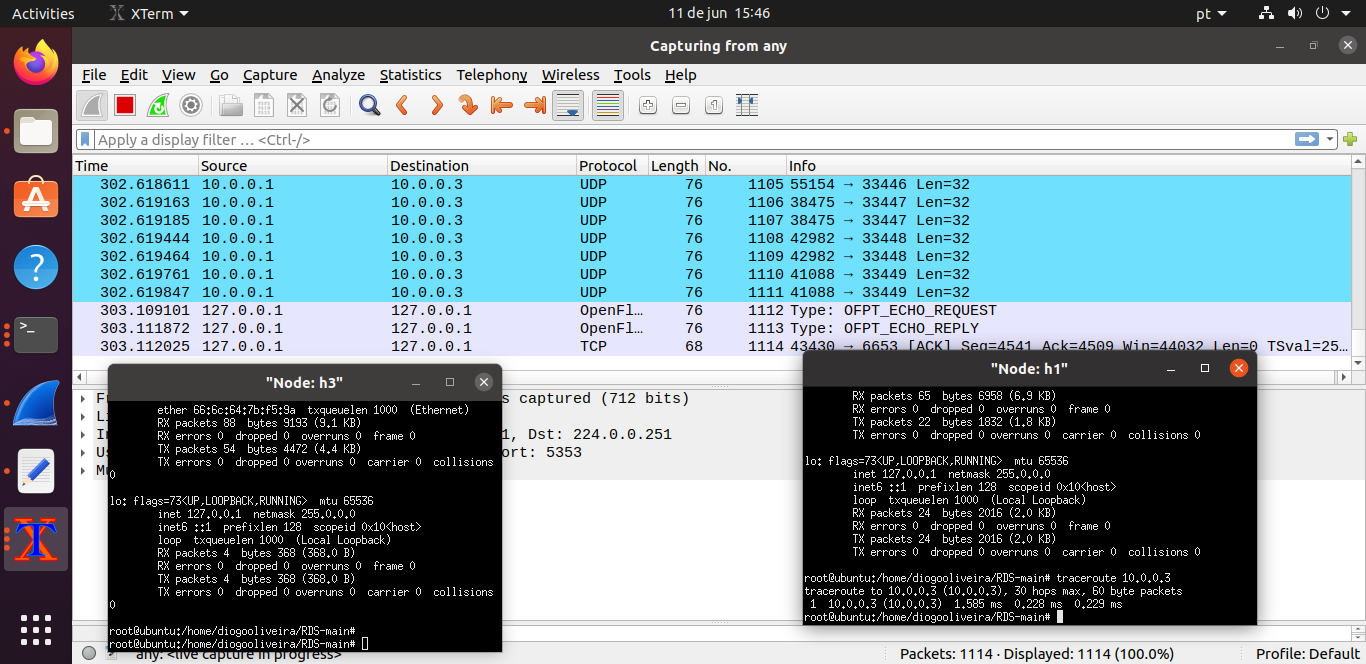 Activities XTerm 11 de jun 15:46 pt
Capturing from any
File Edit View Go Capture Analyze Statistics Telephony Wireless Tools Help
Apply a display filter … <Ctrl-/>
Time Source Destination Protocol Length No. Info
302.618611 10.0.0.1 10.0.0.3 UDP 76 1105 55154 → 33446 Len=32
302.619163 10.0.0.1 10.0.0.3 UDP 76 1106 38475 → 33447 Len=32
302.619185 10.0.0.1 10.0.0.3 UDP 76 1107 38475 → 33447 Len=32
302.619444 10.0.0.1 10.0.0.3 UDP 76 1108 42982 → 33448 Len=32
302.619464 10.0.0.1 10.0.0.3 UDP 76 1109 42982 → 33448 Len=32
302.619761 10.0.0.1 10.0.0.3 UDP 76 1110 41088 → 33449 Len=32
302.619847 10.0.0.1 10.0.0.3 UDP 76 1111 41088 → 33449 Len=32
303.109101 127.0.0.1 127.0.0.1 OpenFl… 76 1112 Type: OFPT_ECHO_REQUEST
303.111872 127.0.0.1 127.0.0.1 OpenFl… 76 1113 Type: OFPT_ECHO_REPLY
303.112025 127.0.0.1 127.0.0.1 TCP 68 1114 43430 → 6653 [ACK] Seq=4541 Ack=4509 Win=44032 Len=0 TSval=25…
s captured (712 bits)
1, Dst: 224.0.0.251
ort: 5353
"Node: h3"
ether 66:6c:64:7b:f5:9a txqueuelen 1000 (Ethernet)
RX packets 88 bytes 9193 (9.1 KB)
RX errors 0 dropped 0 overruns 0 frame 0
TX packets 54 bytes 4472 (4.4 KB)
TX errors 0 dropped 0 overruns 0 carrier 0 collisions
0
lo: flags=73<UP,LOOPBACK,RUNNING> mtu 65536
inet 127.0.0.1 netmask 255.0.0.0
inet6 ::1 prefixlen 128 scopeid 0x10<host>
loop txqueuelen 1000 (Local Loopback)
RX packets 4 bytes 368 (368.0 B)
RX errors 0 dropped 0 overruns 0 frame 0
TX packets 4 bytes 368 (368.0 B)
TX errors 0 dropped 0 overruns 0 carrier 0 collisions
0
root@ubuntu:/home/diogooliveira/RDS-main#
root@ubuntu:/home/diogooliveira/RDS-main#
"Node: h1"
RX packets 65 bytes 6958 (6.9 KB)
RX errors 0 dropped 0 overruns 0 frame 0
TX packets 22 bytes 1832 (1.8 KB)
TX errors 0 dropped 0 overruns 0 carrier 0 collisions 0
lo: flags=73<UP,LOOPBACK,RUNNING> mtu 65536
inet 127.0.0.1 netmask 255.0.0.0
inet6 ::1 prefixlen 128 scopeid 0x10<host>
loop txqueuelen 1000 (Local Loopback)
RX packets 24 bytes 2016 (2.0 KB)
RX errors 0 dropped 0 overruns 0 frame 0
TX packets 24 bytes 2016 (2.0 KB)
TX errors 0 dropped 0 overruns 0 carrier 0 collisions 0
root@ubuntu:/home/diogooliveira/RDS-main# traceroute 10.0.0.3
traceroute to 10.0.0.3 (10.0.0.3), 30 hops max, 60 byte packets
1 10.0.0.3 (10.0.0.3) 1.585 ms 0.228 ms 0.229 ms
root@ubuntu:/home/diogooliveira/RDS-main#
any: <live capture in progress> Packets: 1114 · Displayed: 1114 (100.0%) Profile: Default